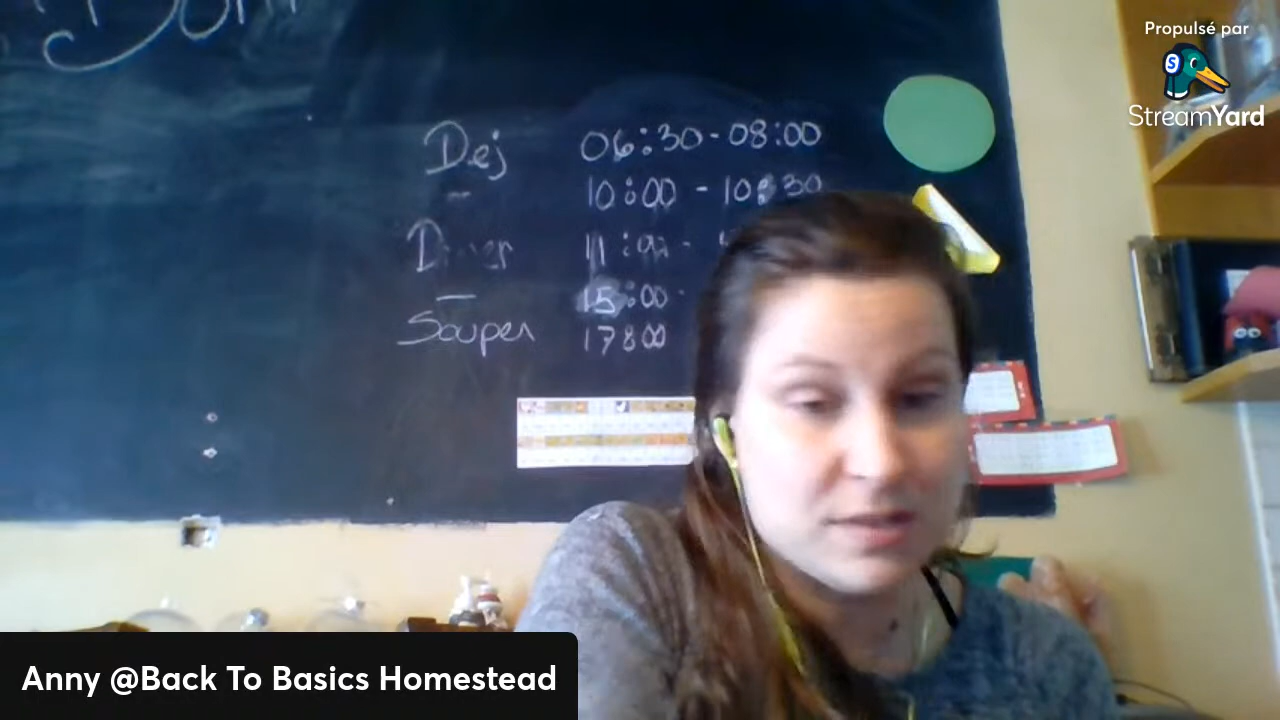 Propulsé par
StreamYard
Dej 06:30-08:00
- 10:00 - 10:30
Diner 11:
- 15:00 -
Souper 17:00
Anny @Back To Basics Homestead